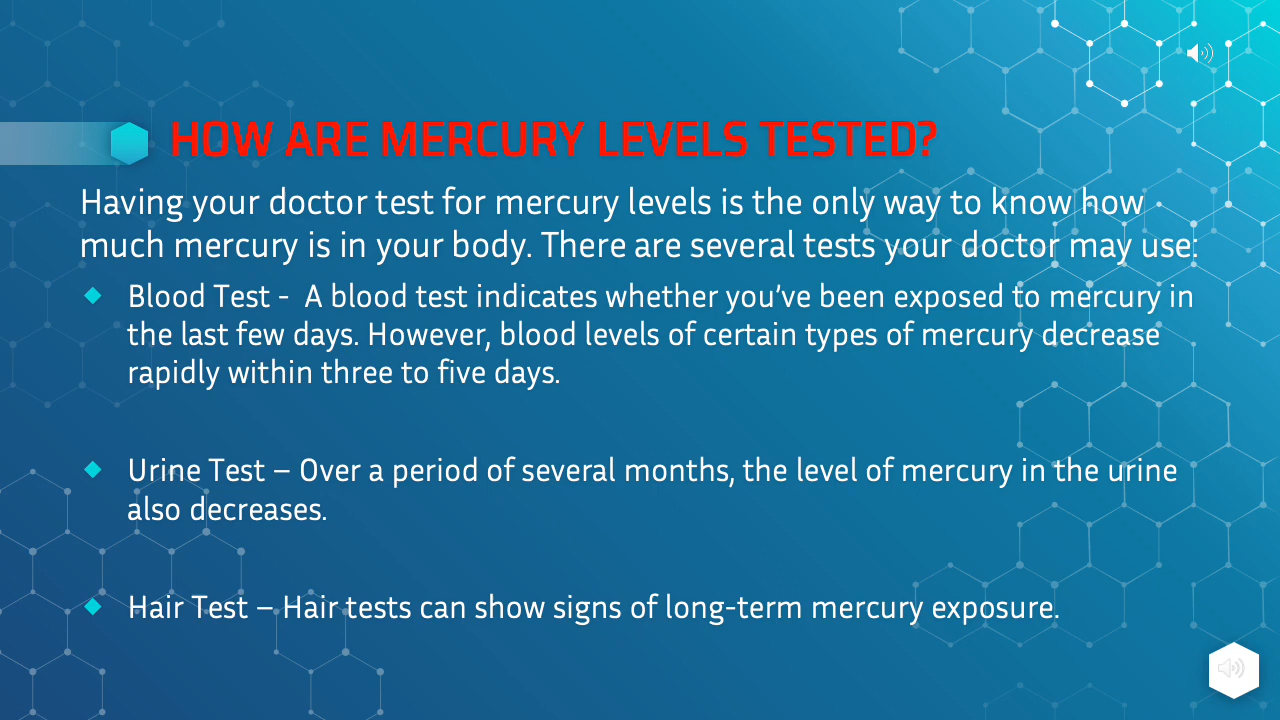 HOW ARE MERCURY LEVELS TESTED?
Having your doctor test for mercury levels is the only way to know how
much mercury is in your body. There are several tests your doctor may use:
Blood Test -  A blood test indicates whether you’ve been exposed to mercury in
the last few days. However, blood levels of certain types of mercury decrease
rapidly within three to five days.
Urine Test – Over a period of several months, the level of mercury in the urine
also decreases.
Hair Test – Hair tests can show signs of long-term mercury exposure.